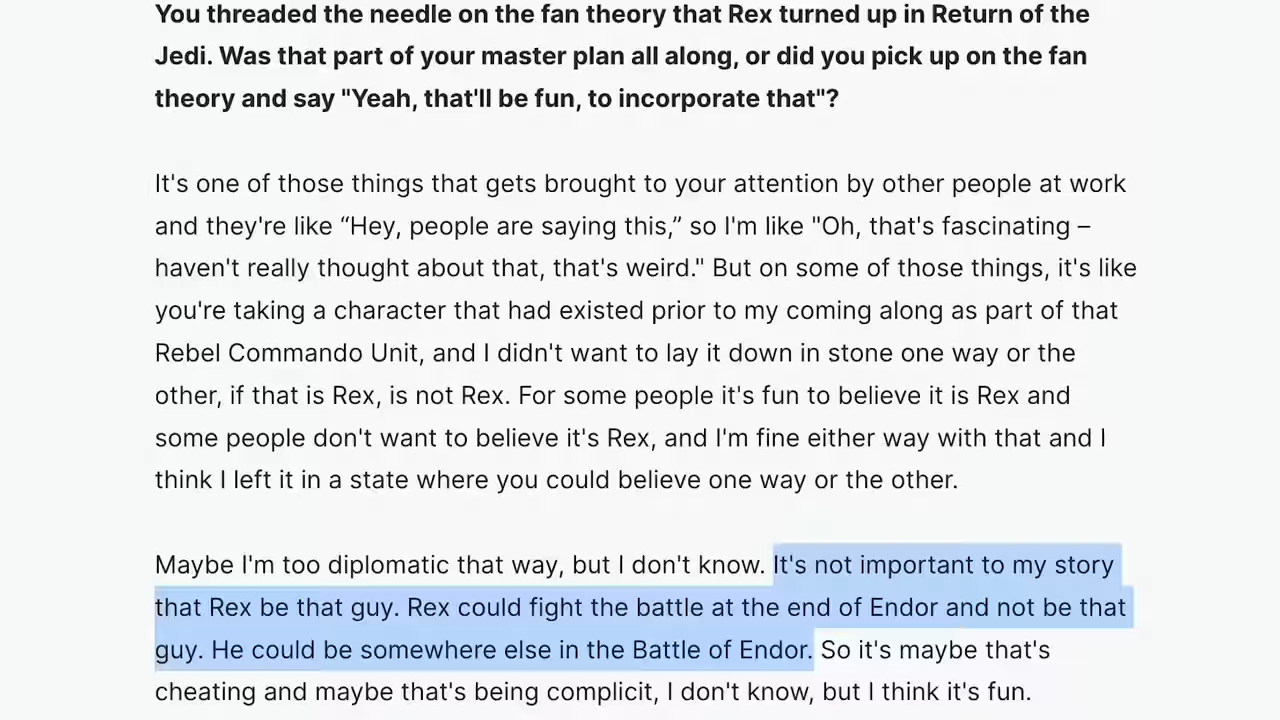 You threaded the needle on the fan theory that Rex turned up in Return of the
Jedi. Was that part of your master plan all along, or did you pick up on the fan
theory and say "Yeah, that'll be fun, to incorporate that"?
It's one of those things that gets brought to your attention by other people at work
and they're like “Hey, people are saying this,” so I'm like "Oh, that's fascinating –
haven't really thought about that, that's weird." But on some of those things, it's like
you're taking a character that had existed prior to my coming along as part of that
Rebel Commando Unit, and I didn't want to lay it down in stone one way or the
other, if that is Rex, is not Rex. For some people it's fun to believe it is Rex and
some people don't want to believe it's Rex, and I'm fine either way with that and I
think I left it in a state where you could believe one way or the other.
Maybe I'm too diplomatic that way, but I don't know. It's not important to my story
that Rex be that guy. Rex could fight the battle at the end of Endor and not be that
guy. He could be somewhere else in the Battle of Endor. So it's maybe that's
cheating and maybe that's being complicit, I don't know, but I think it's fun.